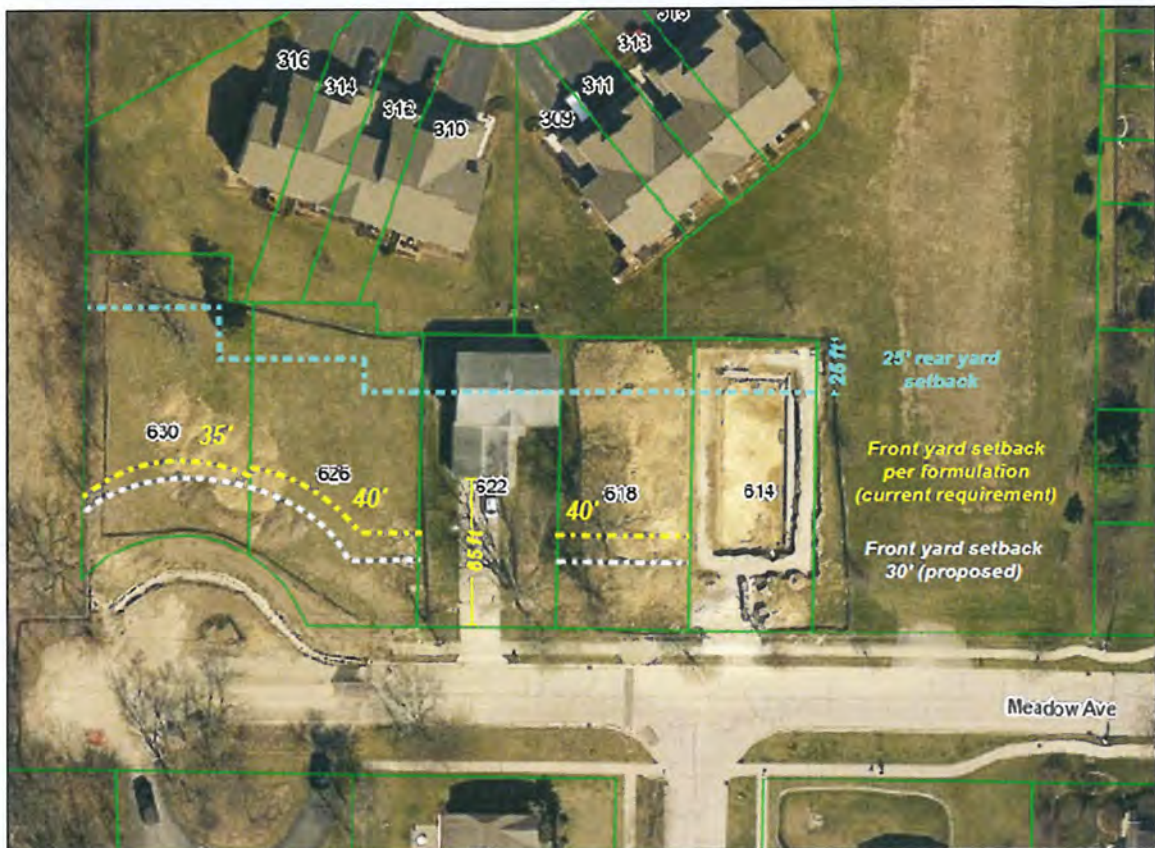 315
313
316
314
311
312
310
309
25 ft
25' rear yard
setback
630
35'
626
40'
622
65 ft
40'
618
614
Front yard setback
per formulation
(current requirement)
Front yard setback
30' (proposed)
Meadow Ave